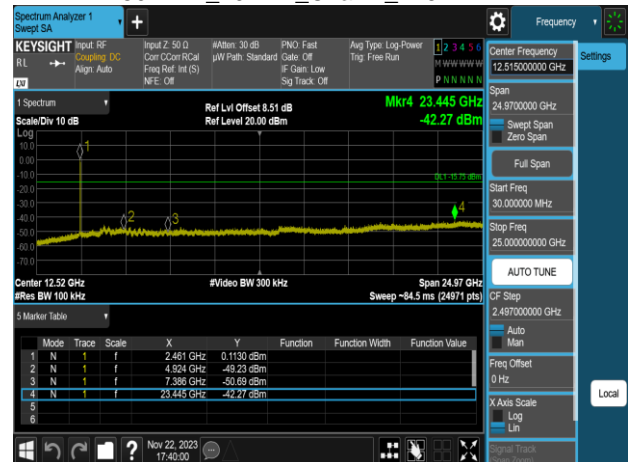 Spectrum Analyzer 1
Swept SA
Frequency
KEYSIGHT
RL
LXI
Input: RF
Coupling: DC
Align: Auto
Input Z: 50 Ω
Corr CCorr RCal
Freq Ref: Int (S)
NFE: Off
#Atten: 30 dB
µW Path: Standard
PNO: Fast
Gate: Off
IF Gain: Low
Sig Track: Off
Avg Type: Log-Power
Trig: Free Run
1 2 3 4 5 6
M W W W W W
P N N N N N
1 Spectrum
Scale/Div 10 dB
Log
Ref Lvl Offset 8.51 dB
Ref Level 20.00 dBm
Mkr4 23.445 GHz
-42.27 dBm
10.0
0.00
-10.0
-20.0
-30.0
-40.0
-50.0
-60.0
-70.0
1
2
3
4
DL1 -15.75 dBm
Center 12.52 GHz
#Res BW 100 kHz
#Video BW 300 kHz
Span 24.97 GHz
Sweep ~84.5 ms (24971 pts)
5 Marker Table
Mode Trace Scale X Y Function Function Width Function Value
1 N 1 f 2.461 GHz 0.1130 dBm
2 N 1 f 4.924 GHz -49.23 dBm
3 N 1 f 7.386 GHz -50.69 dBm
4 N 1 f 23.445 GHz -42.27 dBm
5
6
Nov 22, 2023
17:40:00
Center Frequency
12.515000000 GHz
Settings
Span
24.9700000 GHz
Swept Span
Zero Span
Full Span
Start Freq
30.000000 MHz
Stop Freq
25.000000000 GHz
AUTO TUNE
CF Step
2.497000000 GHz
Auto
Man
Freq Offset
0 Hz
X Axis Scale
Log
Lin
Local
Signal Track
(Span Zoom)